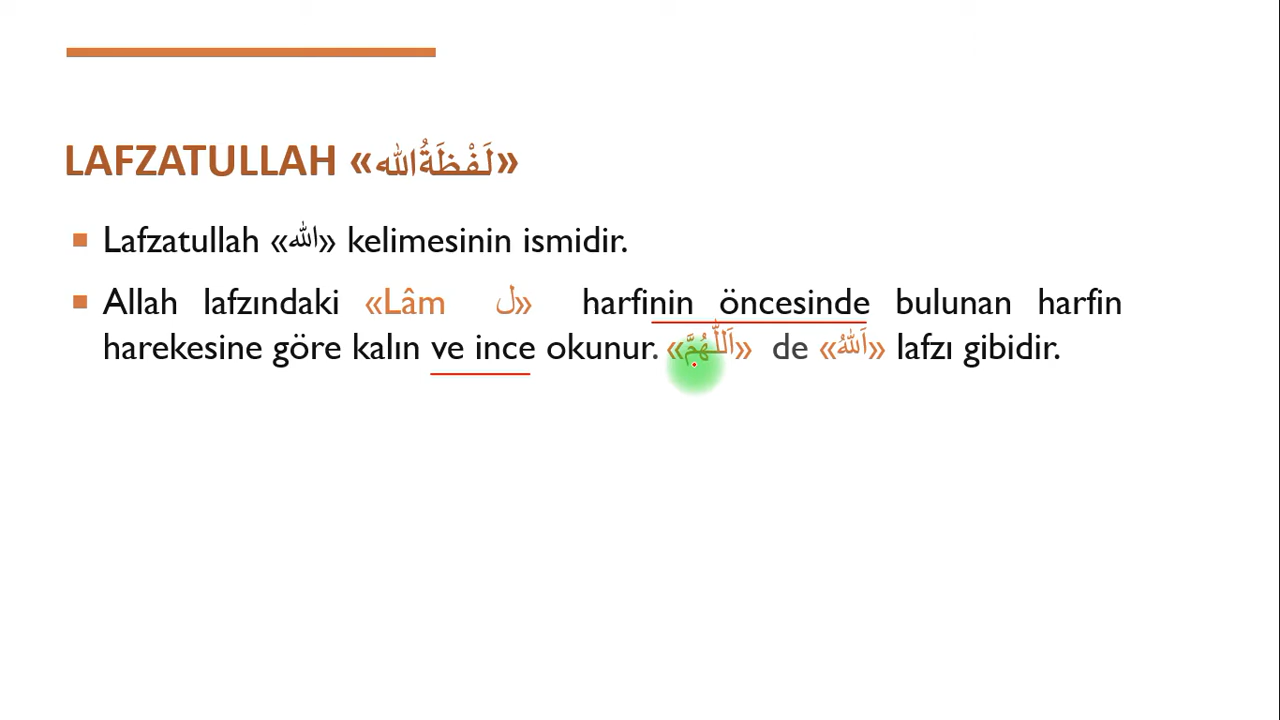 LAFZATULLAH «لَفْظَةُ الله»
Lafzatullah «الله» kelimesinin ismidir.
Allah lafzındaki «Lâm ل» harfinin öncesinde bulunan harfin
harekesine göre kalın ve ince okunur. «اَللّٰهُمَّ» de «اَللّٰهُ» lafzı gibidir.